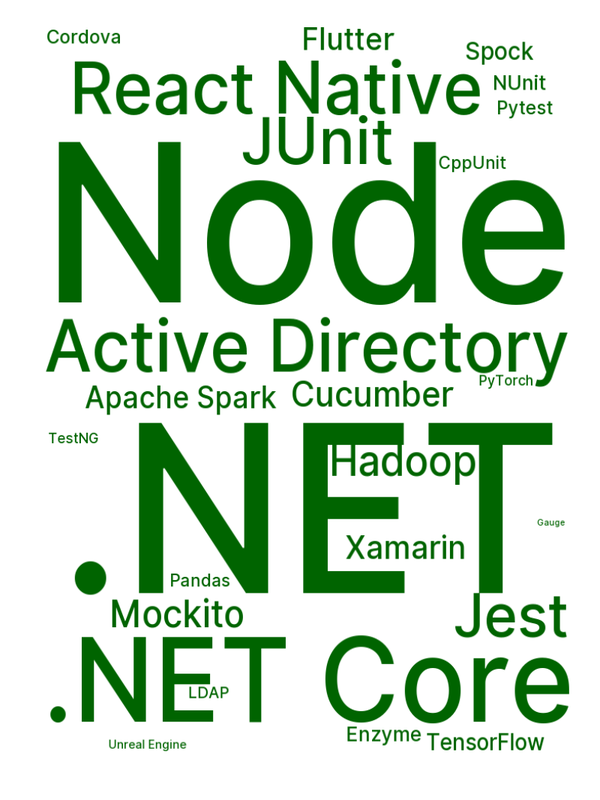 Cordova
Flutter
Spock
React Native
NUnit
Pytest
JUnit
CppUnit
Node
Active Directory
PyTorch
Apache Spark
Cucumber
TestNG
.NET
Hadoop
Gauge
Xamarin
Pandas
Mockito
Jest
.NET Core
LDAP
Enzyme
TensorFlow
Unreal Engine